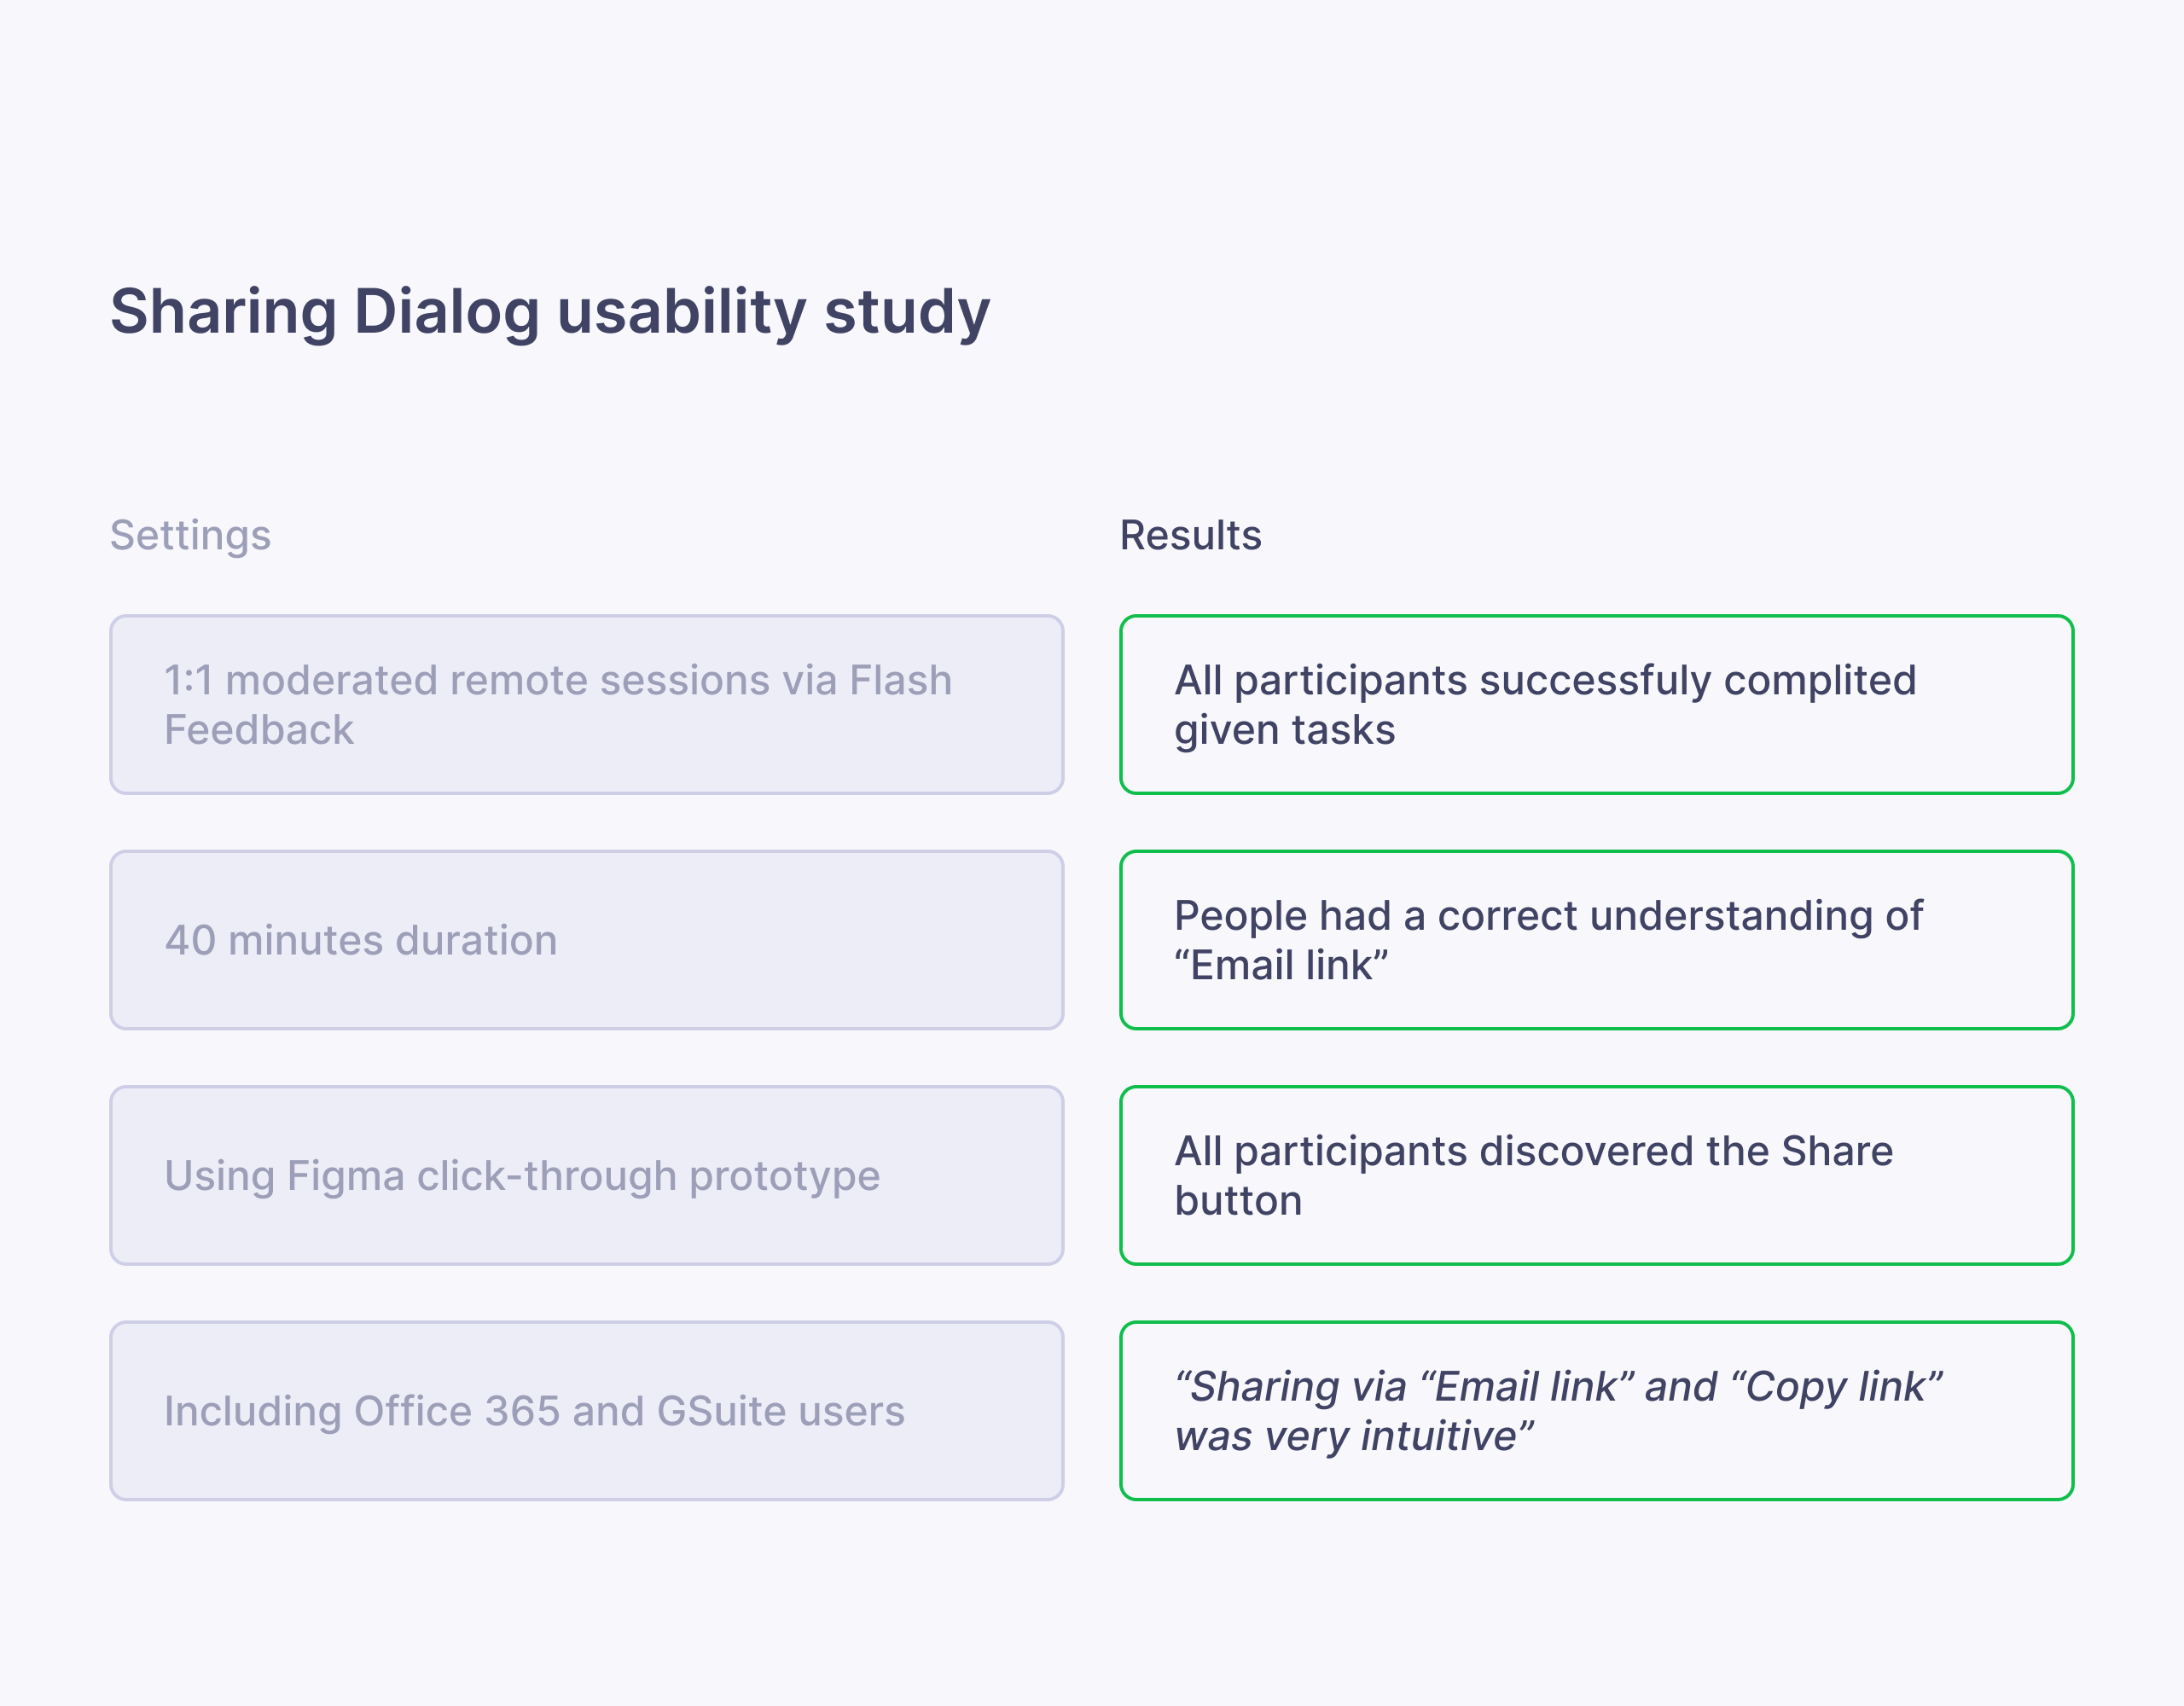 Sharing Dialog usability study
Settings
1:1 moderated remote sessions via Flash
Feedback
40 minutes duration
Using Figma click-through prototype
Including Office 365 and GSuite users
Results
All participants successfuly complited
given tasks
People had a correct understanding of
“Email link”
All participants discovered the Share
button
“Sharing via “Email link” and “Copy link”
was very intuitive”